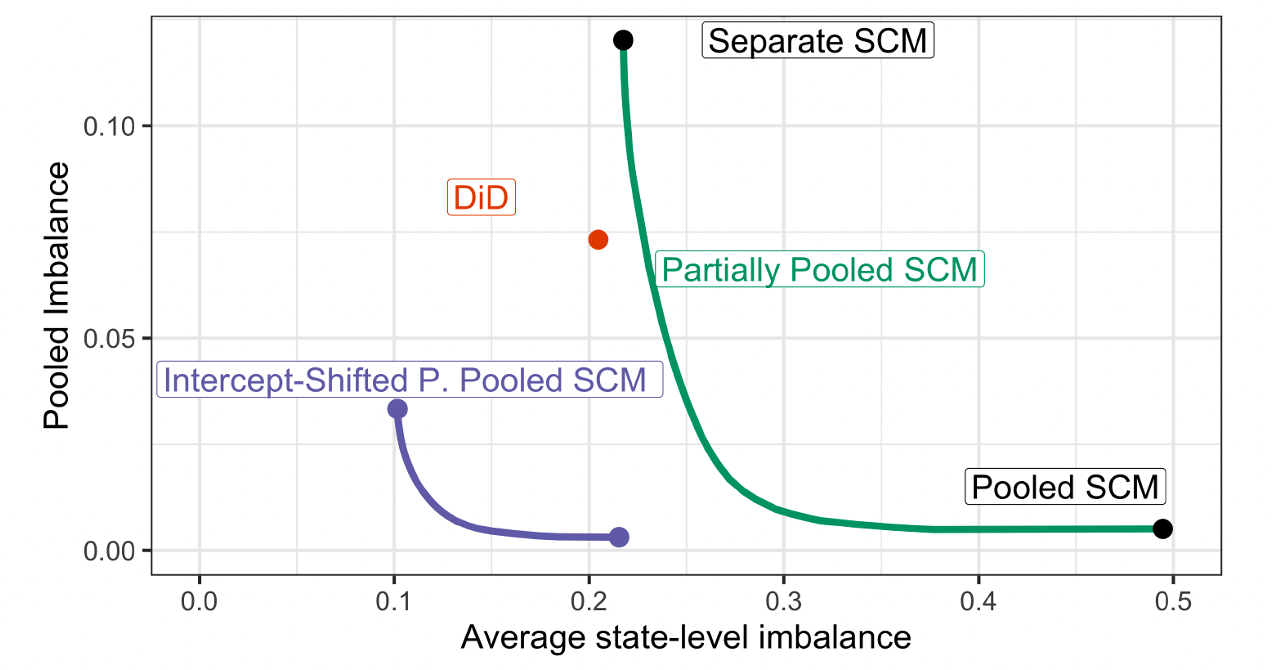 Separate SCM
0.10
DiD
Partially Pooled SCM
0.05
Intercept-Shifted P. Pooled SCM
Pooled SCM
0.00
0.0 0.1 0.2 0.3 0.4 0.5
Average state-level imbalance
Pooled Imbalance